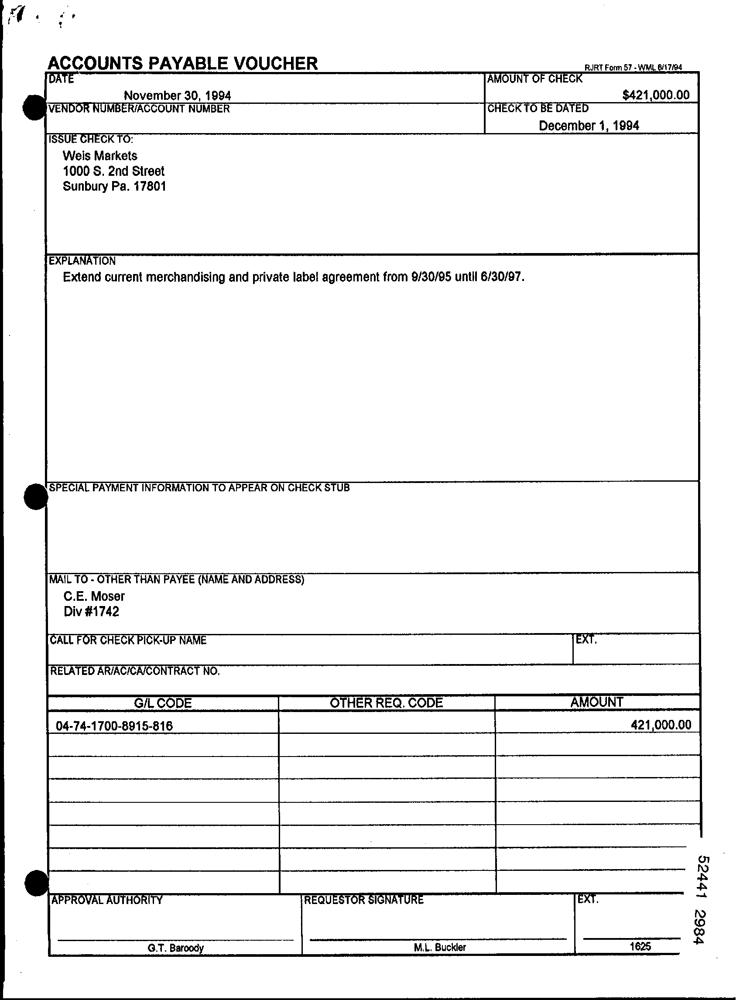 ACCOUNTS PAYABLE VOUCHER
RJRT Form 57 - WML 6/17/94
DATE
AMOUNT OF CHECK
November 30, 1994
$421,000.00
VENDOR NUMBER/ACCOUNT NUMBER
CHECK TO BE DATED
December 1, 1994
ISSUE CHECK TO:
Weis Markets
1000 S. 2nd Street
Sunbury Pa. 17801
EXPLANATION
Extend current merchandising and private label agreement from 9/30/95 until 6/30/97.
SPECIAL PAYMENT INFORMATION TO APPEAR ON CHECK STUB
MAIL TO - OTHER THAN PAYEE (NAME AND ADDRESS)
C.E. Moser
Div #1742
CALL FOR CHECK PICK-UP NAME
EXT.
RELATED AR/AC/CA/CONTRACT NO.
G/L CODE
OTHER REQ. CODE
AMOUNT
04-74-1700-8915-816
421,000.00
APPROVAL AUTHORITY
REQUESTOR SIGNATURE
EXT.
G.T. Baroody
M.L. Buckler
1625
52441 2984